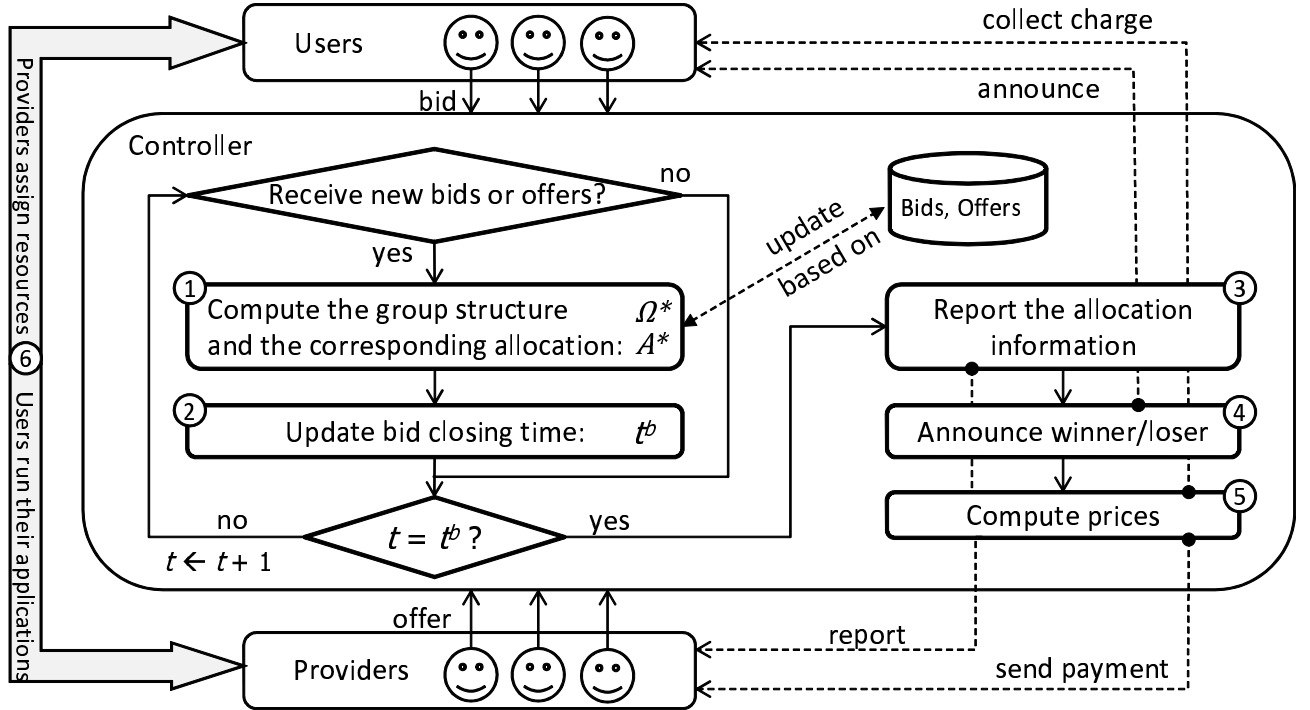 Users
collect charge
announce
bid
Controller
Receive new bids or offers?
no
yes
update
based on
Bids, Offers
1
Compute the group structure Ω*
and the corresponding allocation: A*
2
Update bid closing time: tᵇ
t = tᵇ ?
no
t ← t + 1
yes
3
Report the allocation
information
4
Announce winner/loser
5
Compute prices
offer
Providers
report
send payment
Providers assign resources 6 Users run their applications